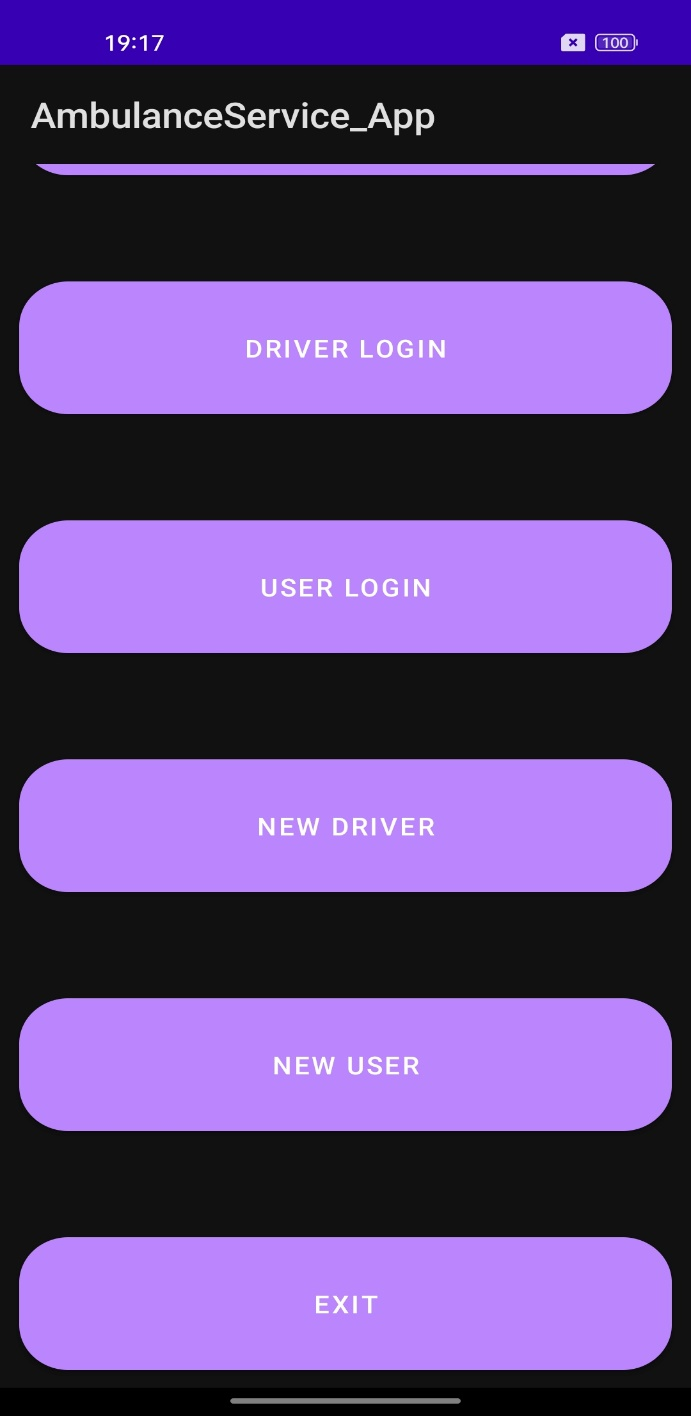 19:17
100
AmbulanceService_App
DRIVER LOGIN
USER LOGIN
NEW DRIVER
NEW USER
EXIT